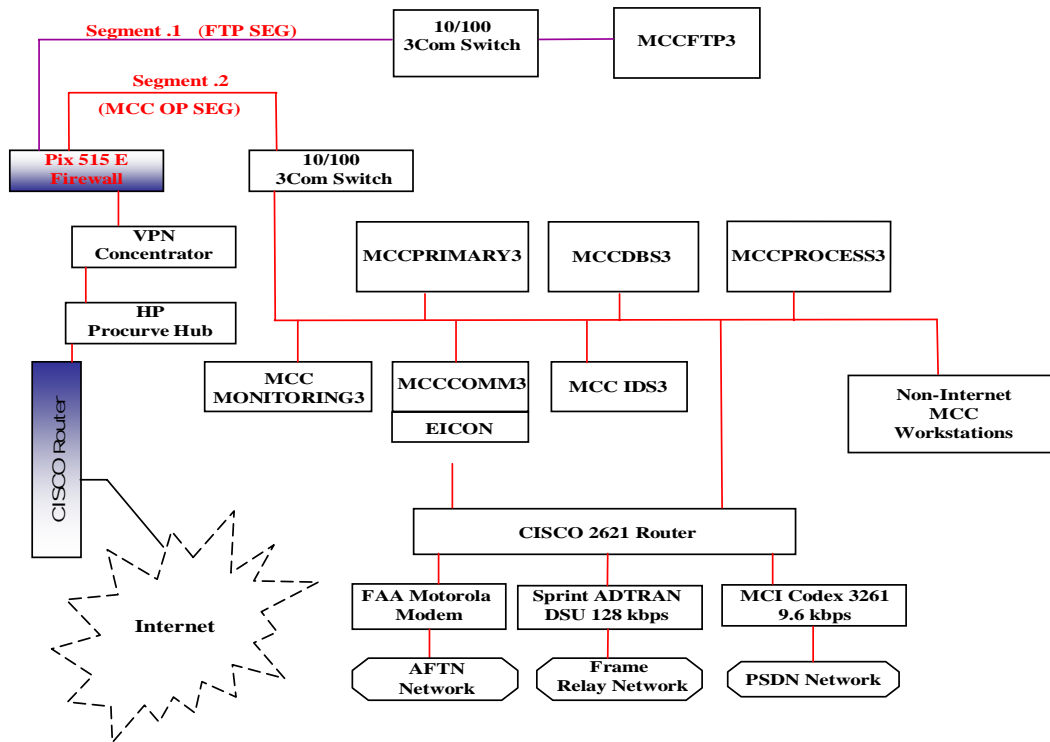 Segment .1   (FTP SEG)
10/100
3Com Switch
MCCFTP3
Segment .2
(MCC OP SEG)
Pix 515 E
Firewall
10/100
3Com Switch
VPN
Concentrator
MCCPRIMARY3
MCCDBS3
MCCPROCESS3
HP
Procurve Hub
MCC
MONITORING3
MCCCOMM3
EICON
MCC IDS3
Non-Internet
MCC
Workstations
CISCO Router
CISCO 2621 Router
Internet
FAA Motorola
Modem
Sprint ADTRAN
DSU 128 kbps
MCI Codex 3261
9.6 kbps
AFTN
Network
Frame
Relay Network
PSDN Network